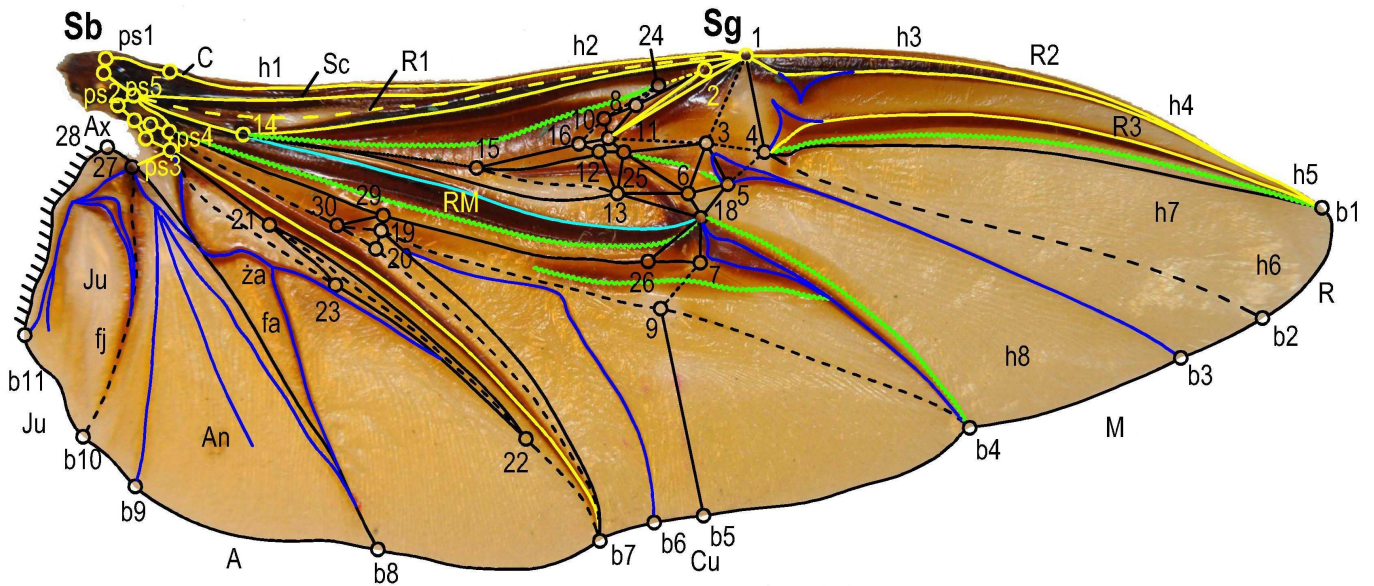 Sb
Sg
ps1
C
h1
Sc
R1
h2
24
1
h3
R2
h4
ps2
ps5
ps4
ps3
2
8
10
11
14
16
15
12
25
3
4
5
6
13
18
R3
h5
b1
28
Ax
27
RM
29
30
19
20
21
23
26
7
9
h7
h6
R
b2
b3
h8
M
Ju
fj
ża
fa
b11
Ju
b10
An
b9
A
b8
22
b7
b6
b5
Cu
b4